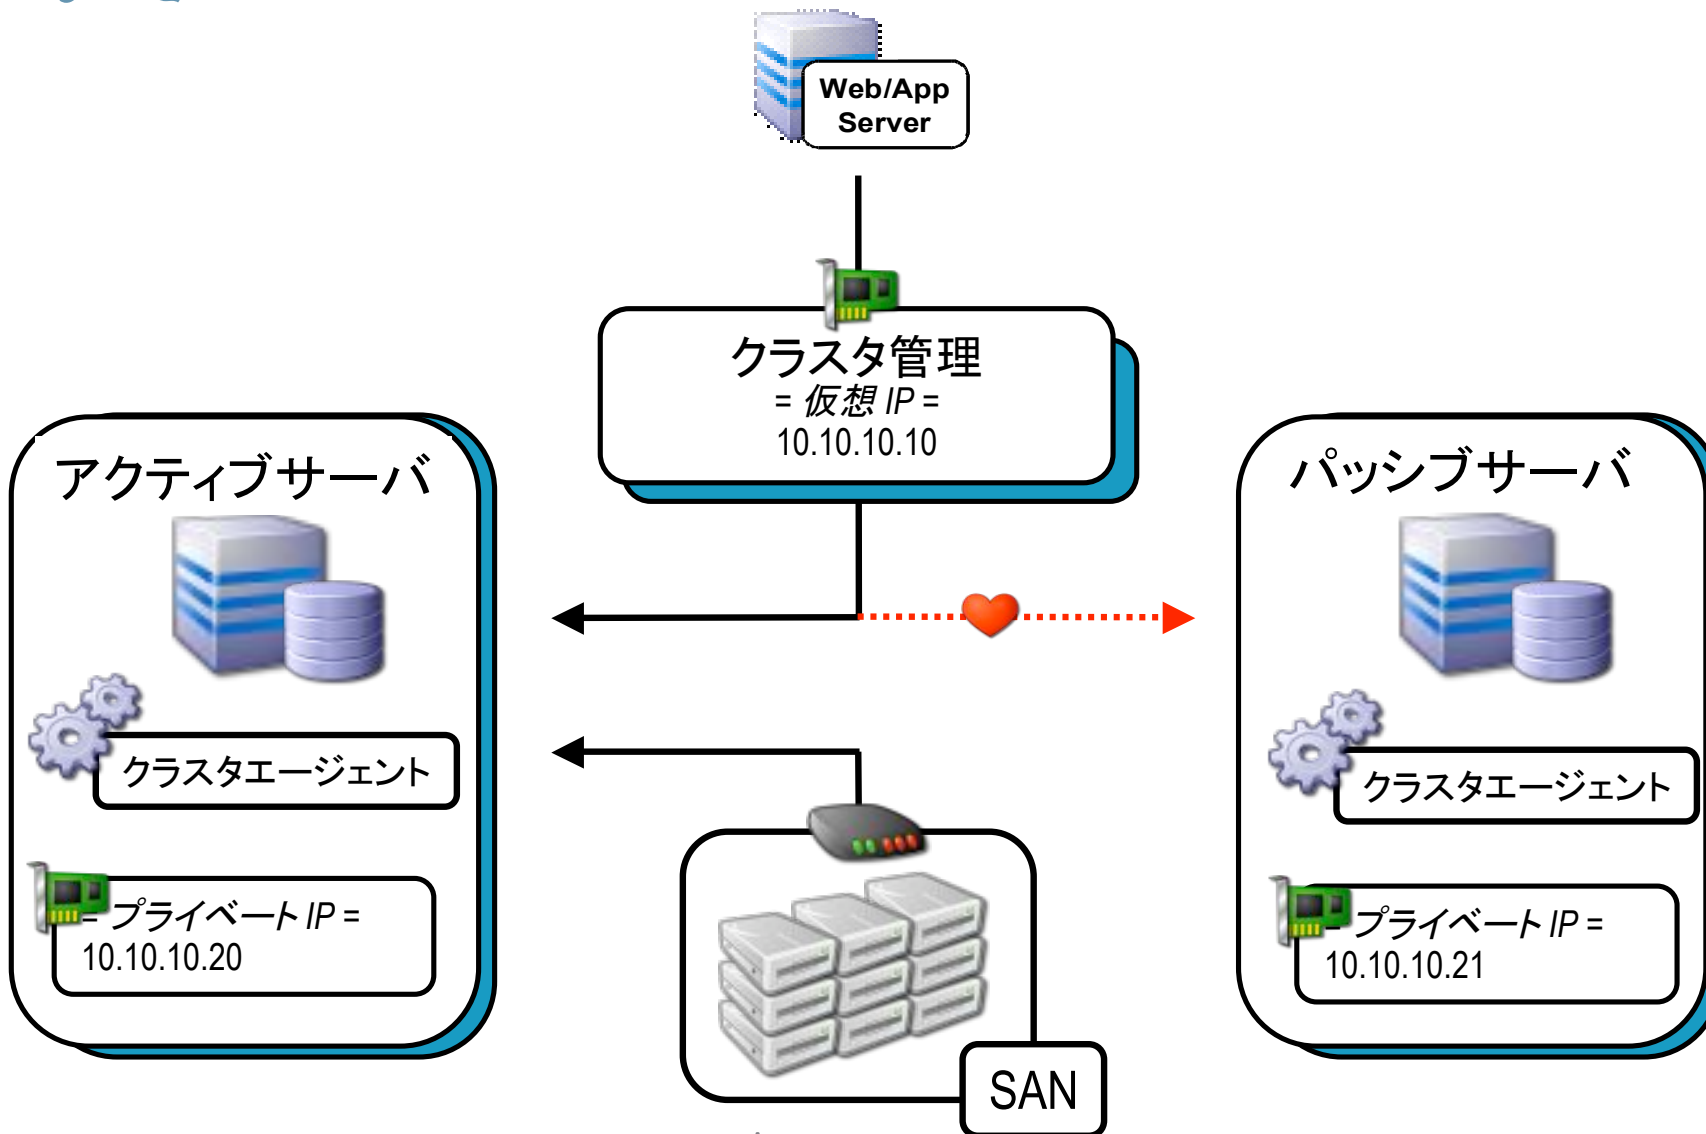 Web/App
Server
クラスタ管理
= 仮想 IP =
10.10.10.10
アクティブサーバ
パッシブサーバ
クラスタエージェント
クラスタエージェント
= プライベート IP =
10.10.10.20
= プライベート IP =
10.10.10.21
SAN